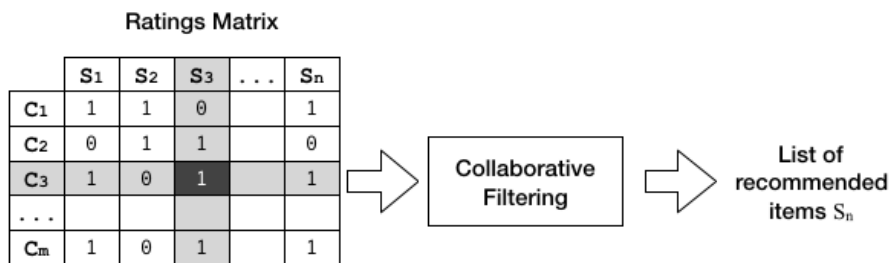 Ratings Matrix
S1 S2 S3 ... Sn
C1 1 1 0 1
C2 0 1 1 0
C3 1 0 1 1
...
Cm 1 0 1 1
Collaborative
Filtering
List of
recommended
items Sn